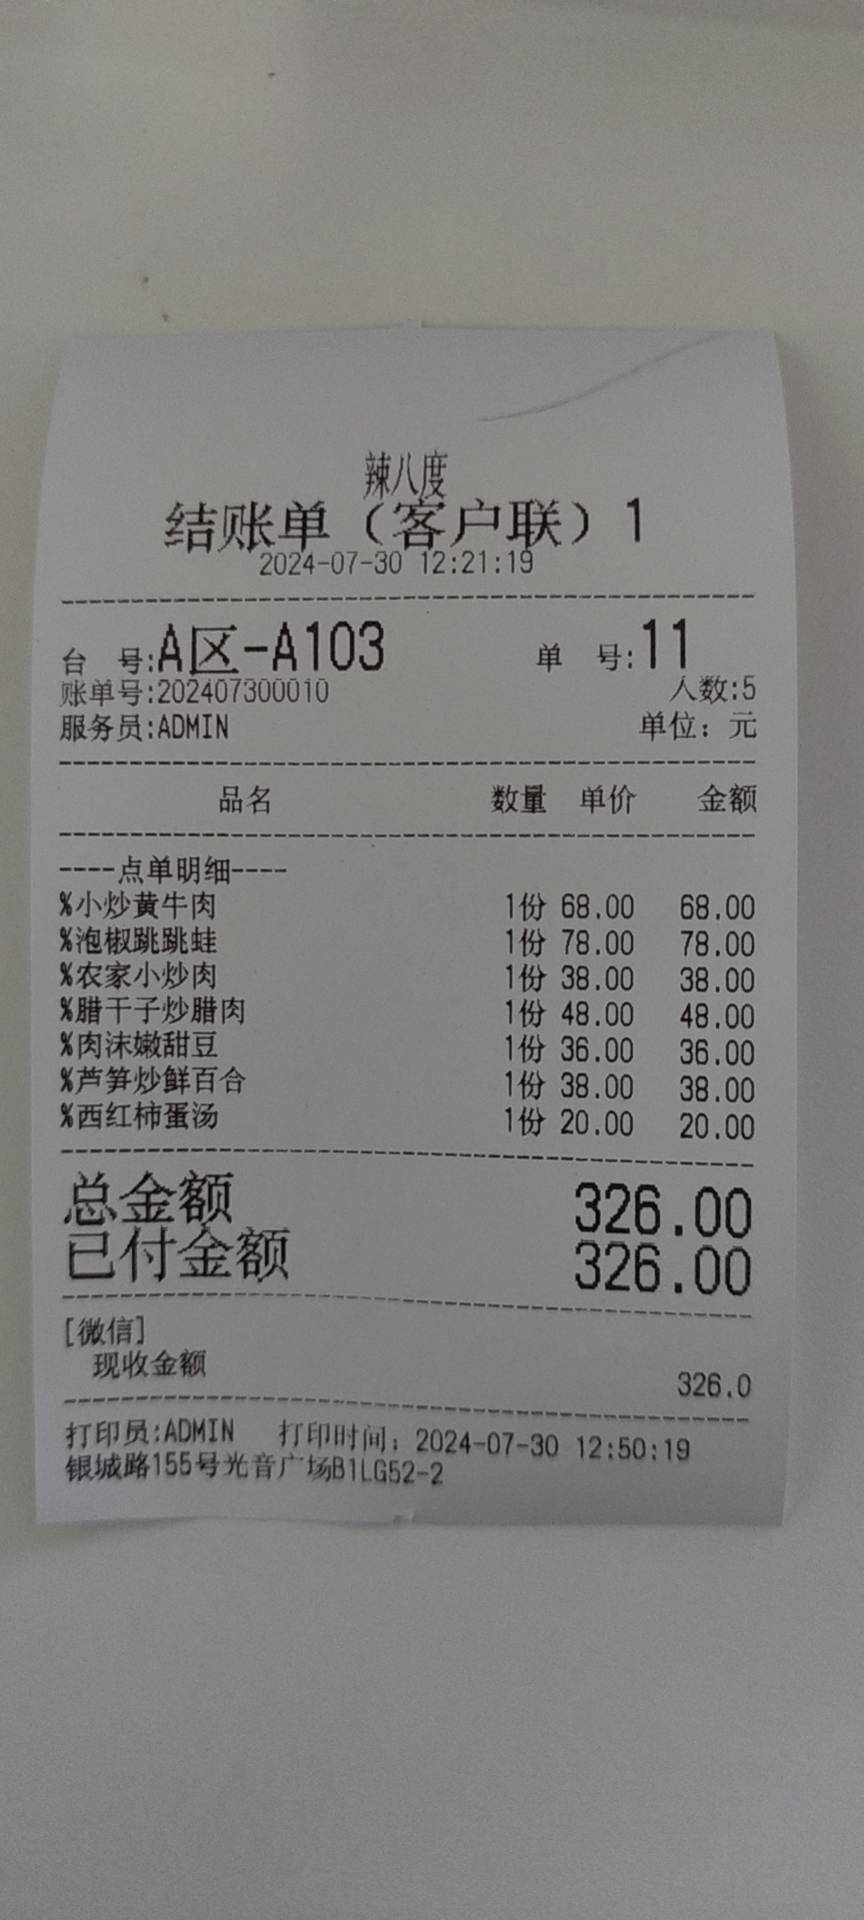 辣八度
结账单（客户联）1
2024-07-30 12:21:19
台 号:A区-A103 单 号:11
账单号:202407300010 人数:5
服务员:ADMIN 单位：元
品名 数量 单价 金额
----点单明细----
%小炒黄牛肉 1份 68.00 68.00
%泡椒跳跳蛙 1份 78.00 78.00
%农家小炒肉 1份 38.00 38.00
%腊干子炒腊肉 1份 48.00 48.00
%肉沫嫩甜豆 1份 36.00 36.00
%芦笋炒鲜百合 1份 38.00 38.00
%西红柿蛋汤 1份 20.00 20.00
总金额 326.00
已付金额 326.00
[微信]
现收金额 326.0
打印员:ADMIN 打印时间：2024-07-30 12:50:19
银城路155号光音广场B1LG52-2